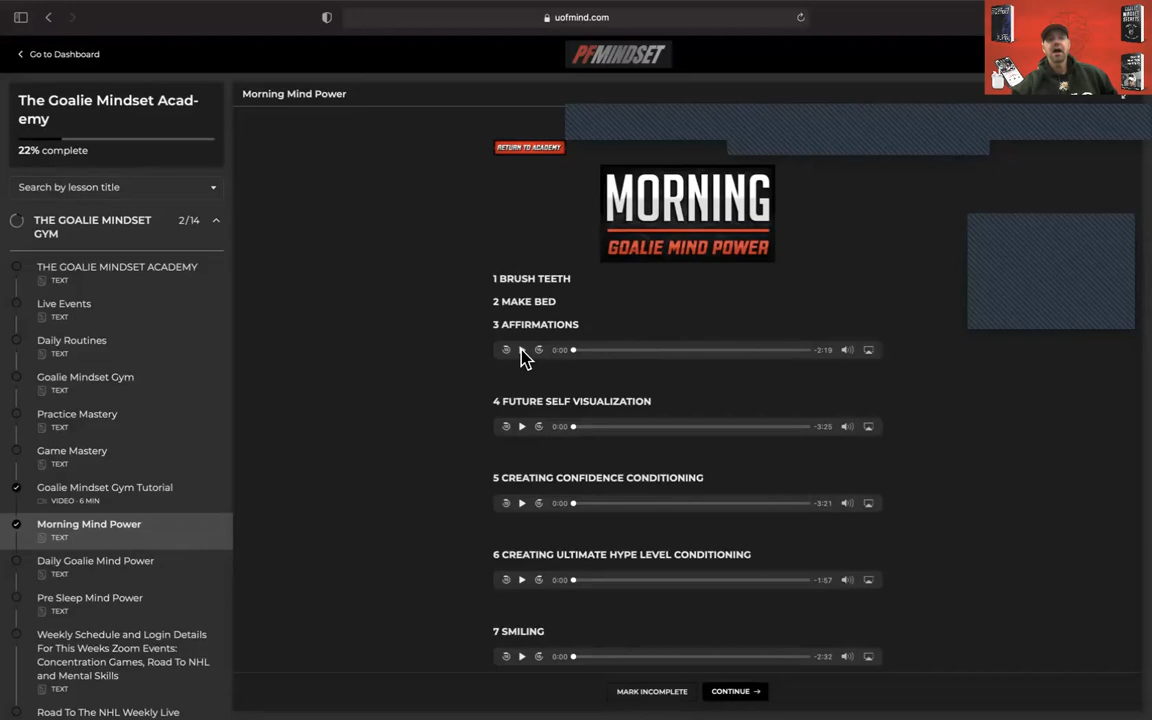 uofmind.com
Go to Dashboard
PFMINDSET
The Goalie Mindset Acad-
emy
22% complete
Search by lesson title
THE GOALIE MINDSET
GYM
2/14
THE GOALIE MINDSET ACADEMY
TEXT
Live Events
TEXT
Daily Routines
TEXT
Goalie Mindset Gym
TEXT
Practice Mastery
TEXT
Game Mastery
TEXT
Goalie Mindset Gym Tutorial
VIDEO · 6 MIN
Morning Mind Power
TEXT
Daily Goalie Mind Power
TEXT
Pre Sleep Mind Power
TEXT
Weekly Schedule and Login Details
For This Weeks Zoom Events:
Concentration Games, Road To NHL
and Mental Skills
TEXT
Road To The NHL Weekly Live
Morning Mind Power
RETURN TO ACADEMY
MORNING
GOALIE MIND POWER
1 BRUSH TEETH
2 MAKE BED
3 AFFIRMATIONS
0:00 -2:19
4 FUTURE SELF VISUALIZATION
0:00 -3:25
5 CREATING CONFIDENCE CONDITIONING
0:00 -3:21
6 CREATING ULTIMATE HYPE LEVEL CONDITIONING
0:00 -1:57
7 SMILING
0:00 -2:32
MARK INCOMPLETE
CONTINUE →